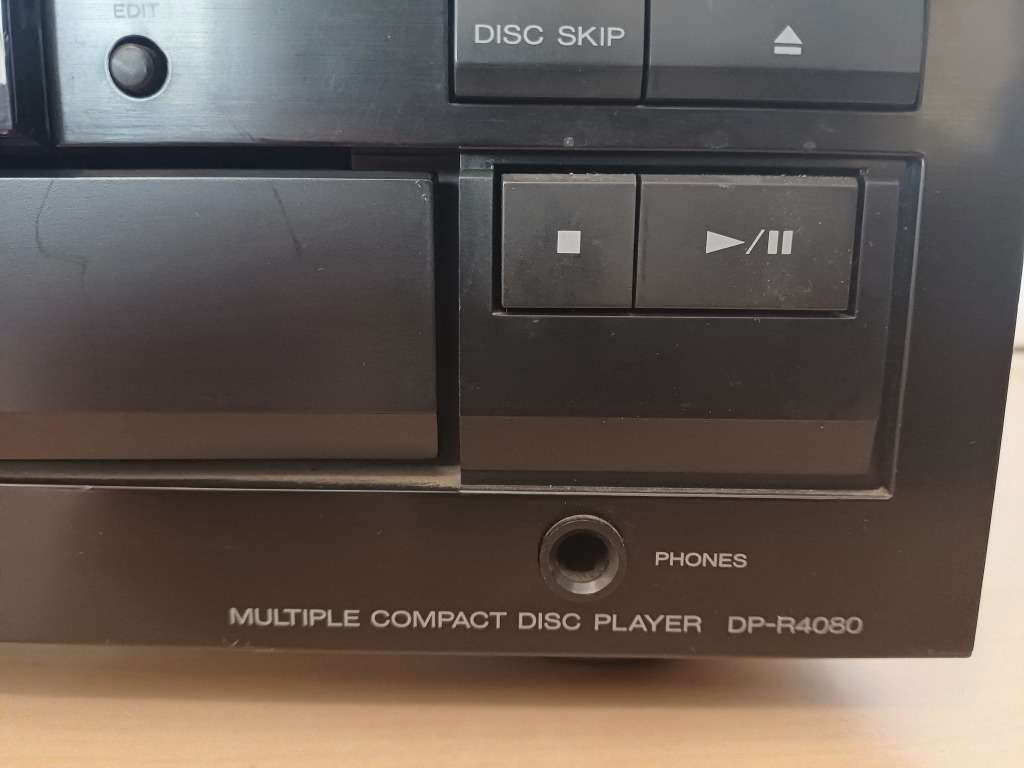 EDIT
DISC SKIP
PHONES
MULTIPLE COMPACT DISC PLAYER DP-R4080